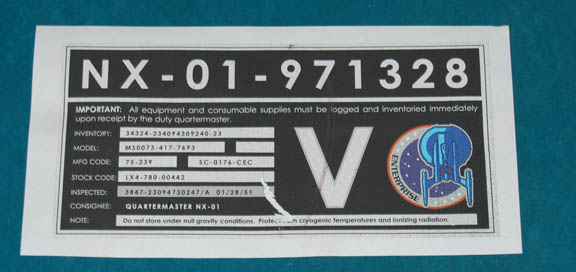 NX-01-971328
IMPORTANT: All equipment and consumable supplies must be logged and inventoried immediately
upon receipt by the duty quartermaster.
INVENTORY: 34324-234094309240-23
MODEL: MS0073-417-7693
MFG CODE: 75-239 SC-0176-CEC
STOCK CODE: LX4-780-00442
INSPECTED: 3847-23094730247/A 01/28/51
CONSIGNEE: QUARTERMASTER NX-01
NOTE: Do not store under null gravity conditions. Protect from cryogenic temperatures and ionizing radiation.
V
ENTERPRISE